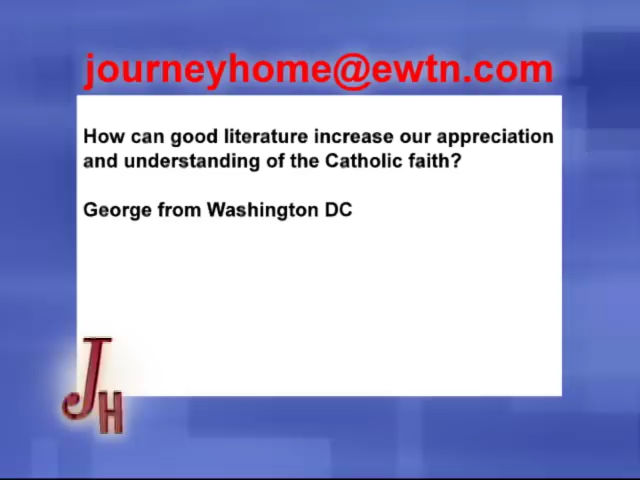 journeyhome@ewtn.com
How can good literature increase our appreciation
and understanding of the Catholic faith?
George from Washington DC
JH